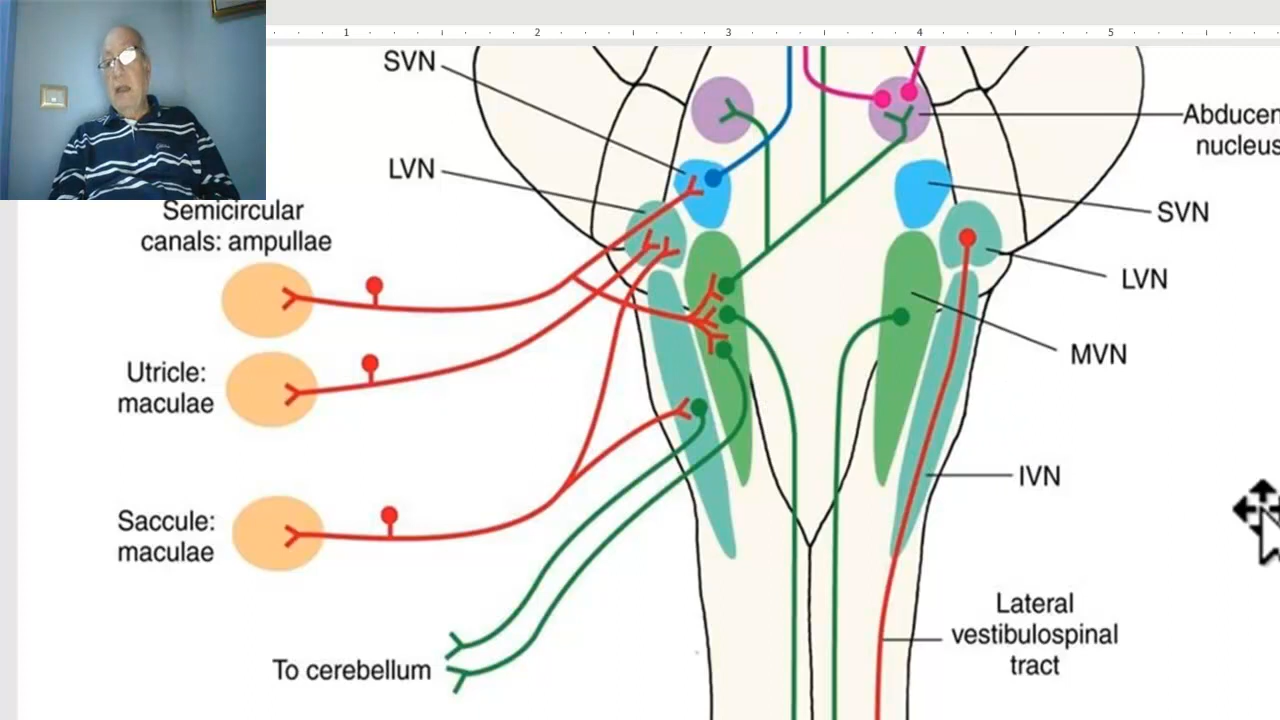 1 2 3 4 5
SVN
LVN
Semicircular
canals: ampullae
Utricle:
maculae
Saccule:
maculae
To cerebellum
Abducen
nucleus
SVN
LVN
MVN
IVN
Lateral
vestibulospinal
tract